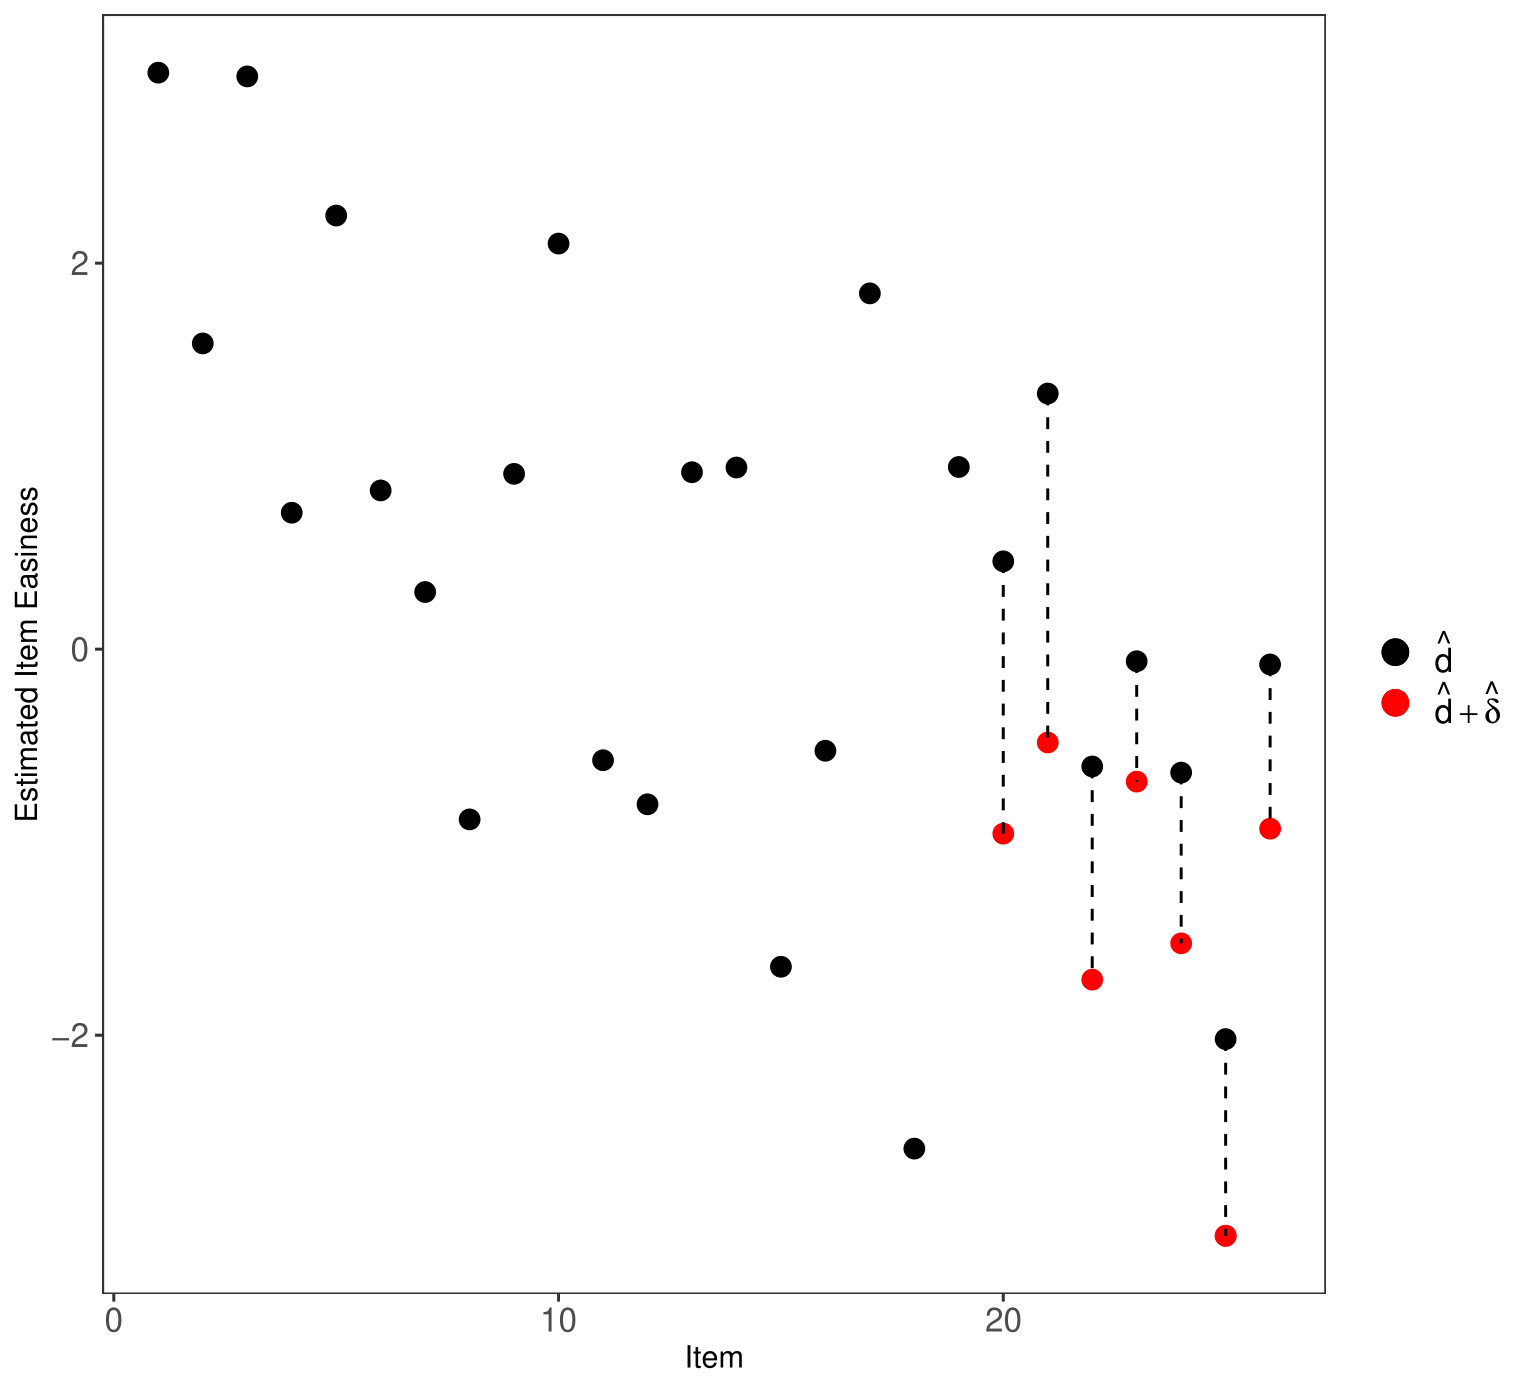 Estimated Item Easiness
2
0
−2
0 10 20
Item
d̂
d̂ + δ̂